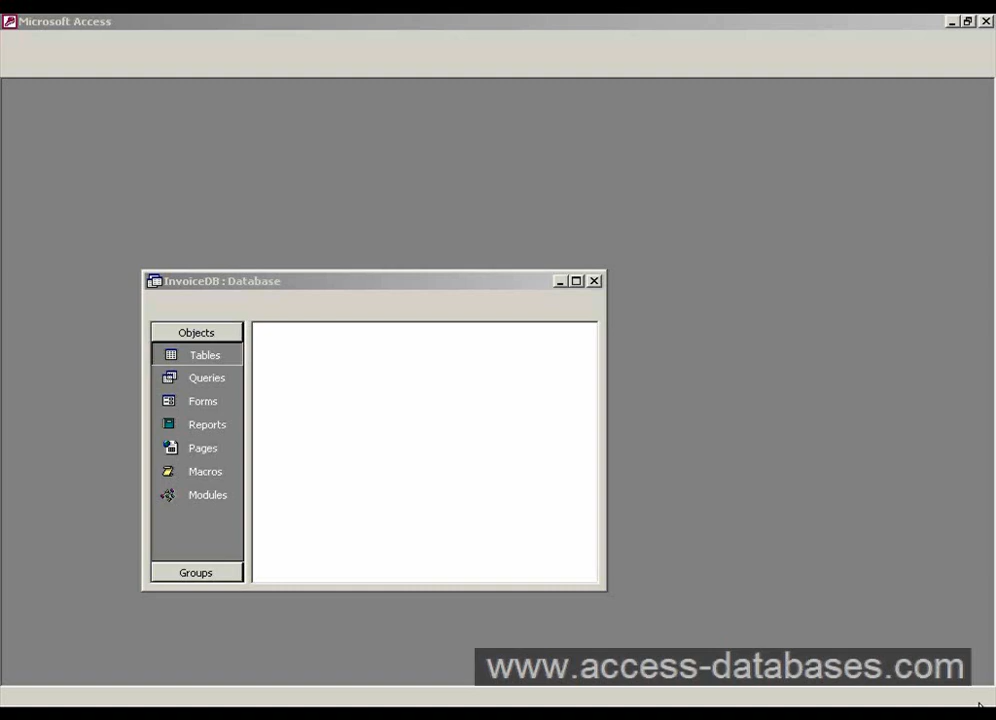 Microsoft Access
InvoiceDB : Database
Objects
Tables
Queries
Forms
Reports
Pages
Macros
Modules
Groups
www.access-databases.com